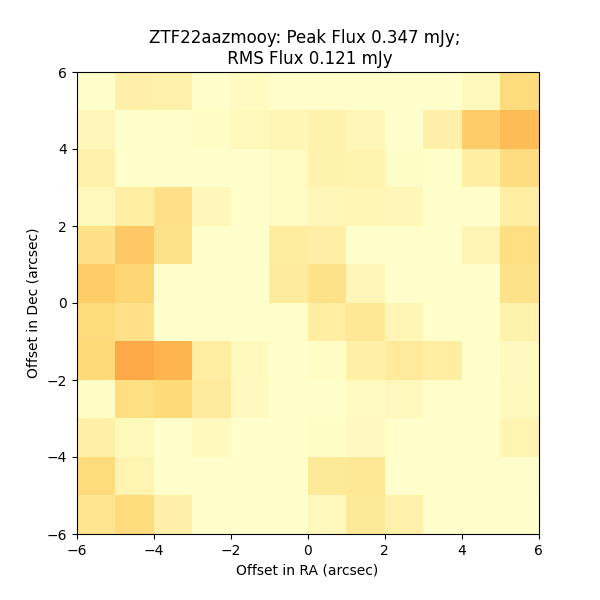 ZTF22aazmooy: Peak Flux 0.347 mJy;
RMS Flux 0.121 mJy
6
4
2
0
−2
−4
−6
Offset in Dec (arcsec)
−6 −4 −2 0 2 4 6
Offset in RA (arcsec)